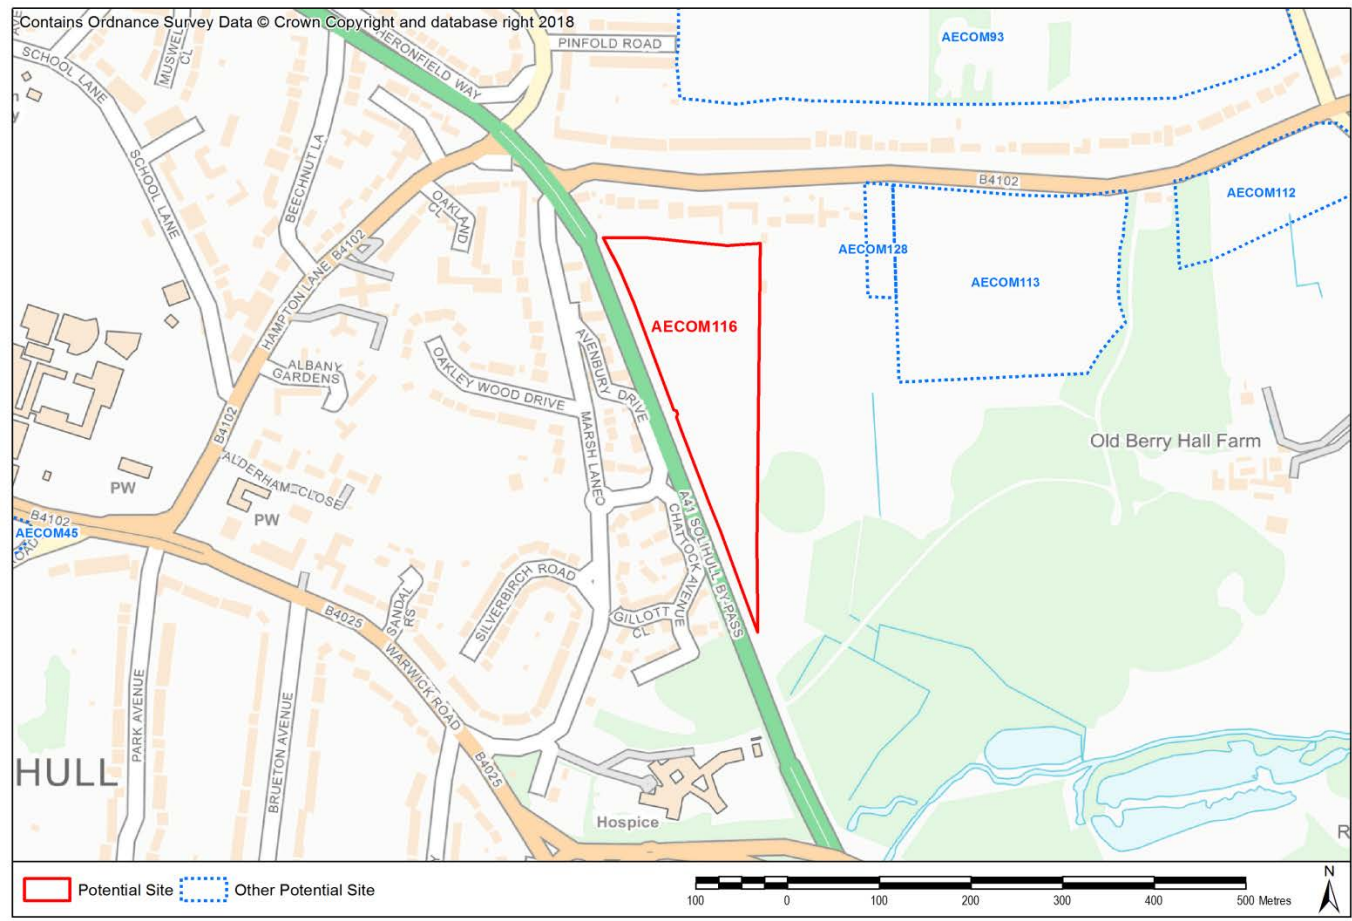 Contains Ordnance Survey Data © Crown Copyright and database right 2018
AVE
SCHOOL LANE
MUSWELL
CL
HERONFIELD WAY
PINFOLD ROAD
AECOM93
SCHOOL LANE
BEECHNUT LA
OAKLAND
CL
B4102
AECOM112
HAMPTON LANE B4102
AECOM128
AECOM113
AECOM116
ALBANY
GARDENS
OAKLEY WOOD DRIVE
AVENBURY DRIVE
MARSH LANE
B4102
Old Berry Hall Farm
PW
ALDERHAM CLOSE
PW
B4102
AECOM45
A41 SOLIHULL BY-PASS
CHATTOCK AVENUE
SILVERBIRCH ROAD
SANDAL
RS
GILLOTT
CL
B4025
WARWICK ROAD
B4025
PARK AVENUE
BRUETON AVENUE
HULL
Hospice
R
Potential Site
Other Potential Site
100 0 100 200 300 400 500 Metres
N